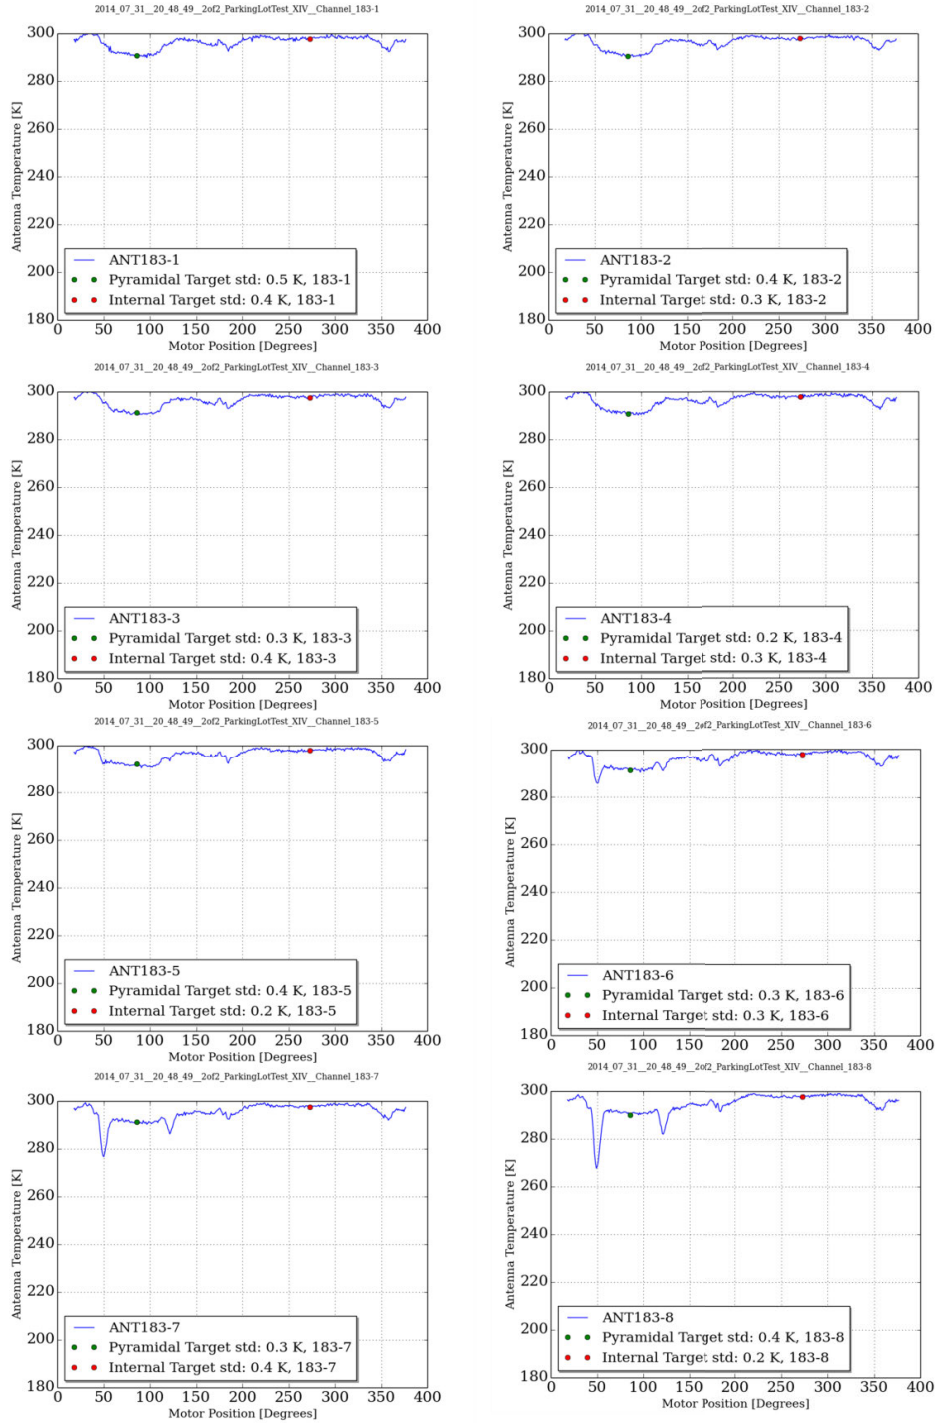 2014_07_31__20_48_49__2of2_ParkingLotTest_XIV__Channel_183-1
300
280
260
240
220
200
180
Antenna Temperature [K]
ANT183-1
Pyramidal Target std: 0.5 K, 183-1
Internal Target std: 0.4 K, 183-1
0 50 100 150 200 250 300 350 400
Motor Position [Degrees]
2014_07_31__20_48_49__2of2_ParkingLotTest_XIV__Channel_183-2
300
280
260
240
220
200
180
Antenna Temperature [K]
ANT183-2
Pyramidal Target std: 0.4 K, 183-2
Internal Target std: 0.3 K, 183-2
0 50 100 150 200 250 300 350 400
Motor Position [Degrees]
2014_07_31__20_48_49__2of2_ParkingLotTest_XIV__Channel_183-3
300
280
260
240
220
200
180
Antenna Temperature [K]
ANT183-3
Pyramidal Target std: 0.3 K, 183-3
Internal Target std: 0.4 K, 183-3
0 50 100 150 200 250 300 350 400
Motor Position [Degrees]
2014_07_31__20_48_49__2of2_ParkingLotTest_XIV__Channel_183-4
300
280
260
240
220
200
180
Antenna Temperature [K]
ANT183-4
Pyramidal Target std: 0.2 K, 183-4
Internal Target std: 0.3 K, 183-4
0 50 100 150 200 250 300 350 400
Motor Position [Degrees]
2014_07_31__20_48_49__2of2_ParkingLotTest_XIV__Channel_183-5
300
280
260
240
220
200
180
Antenna Temperature [K]
ANT183-5
Pyramidal Target std: 0.4 K, 183-5
Internal Target std: 0.2 K, 183-5
0 50 100 150 200 250 300 350 400
Motor Position [Degrees]
2014_07_31__20_48_49__2of2_ParkingLotTest_XIV__Channel_183-6
300
280
260
240
220
200
180
Antenna Temperature [K]
ANT183-6
Pyramidal Target std: 0.3 K, 183-6
Internal Target std: 0.3 K, 183-6
0 50 100 150 200 250 300 350 400
Motor Position [Degrees]
2014_07_31__20_48_49__2of2_ParkingLotTest_XIV__Channel_183-7
300
280
260
240
220
200
180
Antenna Temperature [K]
ANT183-7
Pyramidal Target std: 0.3 K, 183-7
Internal Target std: 0.4 K, 183-7
0 50 100 150 200 250 300 350 400
Motor Position [Degrees]
2014_07_31__20_48_49__2of2_ParkingLotTest_XIV__Channel_183-8
300
280
260
240
220
200
180
Antenna Temperature [K]
ANT183-8
Pyramidal Target std: 0.4 K, 183-8
Internal Target std: 0.2 K, 183-8
0 50 100 150 200 250 300 350 400
Motor Position [Degrees]